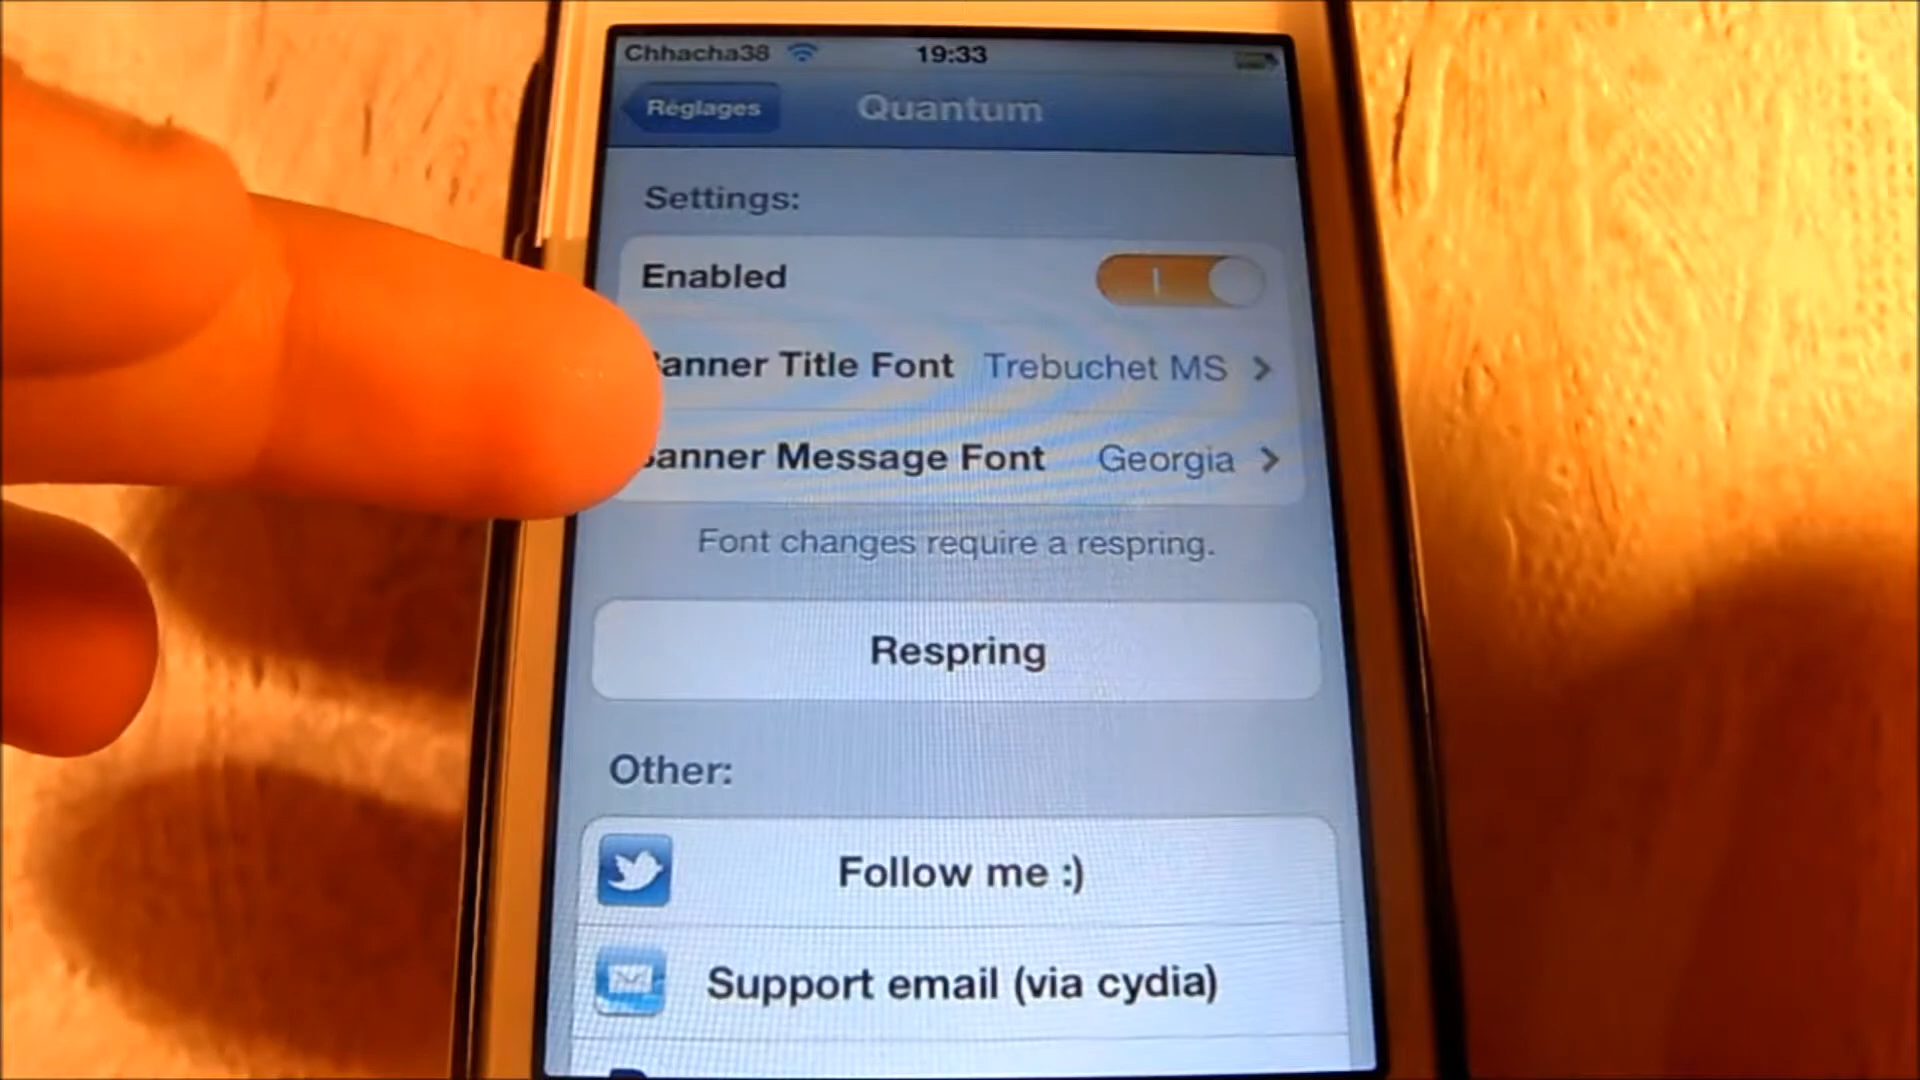 Chhacha38 19:33
Réglages Quantum
Settings:
Enabled
anner Title Font Trebuchet MS
anner Message Font Georgia
Font changes require a respring.
Respring
Other:
Follow me :)
Support email (via cydia)